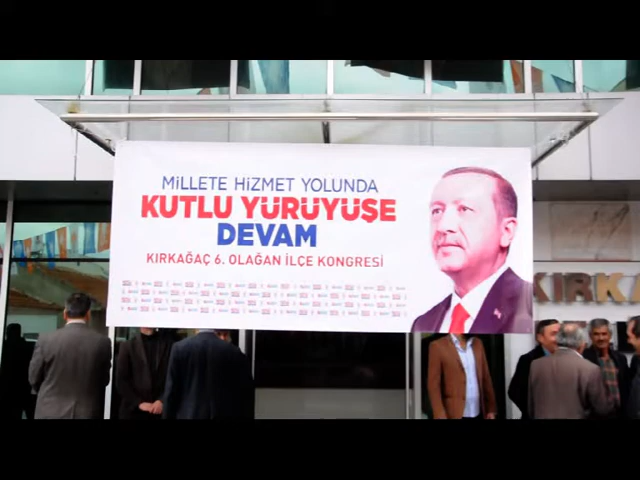 MİLLETE HİZMET YOLUNDA
KUTLU YÜRÜYÜŞE
DEVAM
KIRKAĞAÇ 6. OLAĞAN İLÇE KONGRESİ
KIRKA